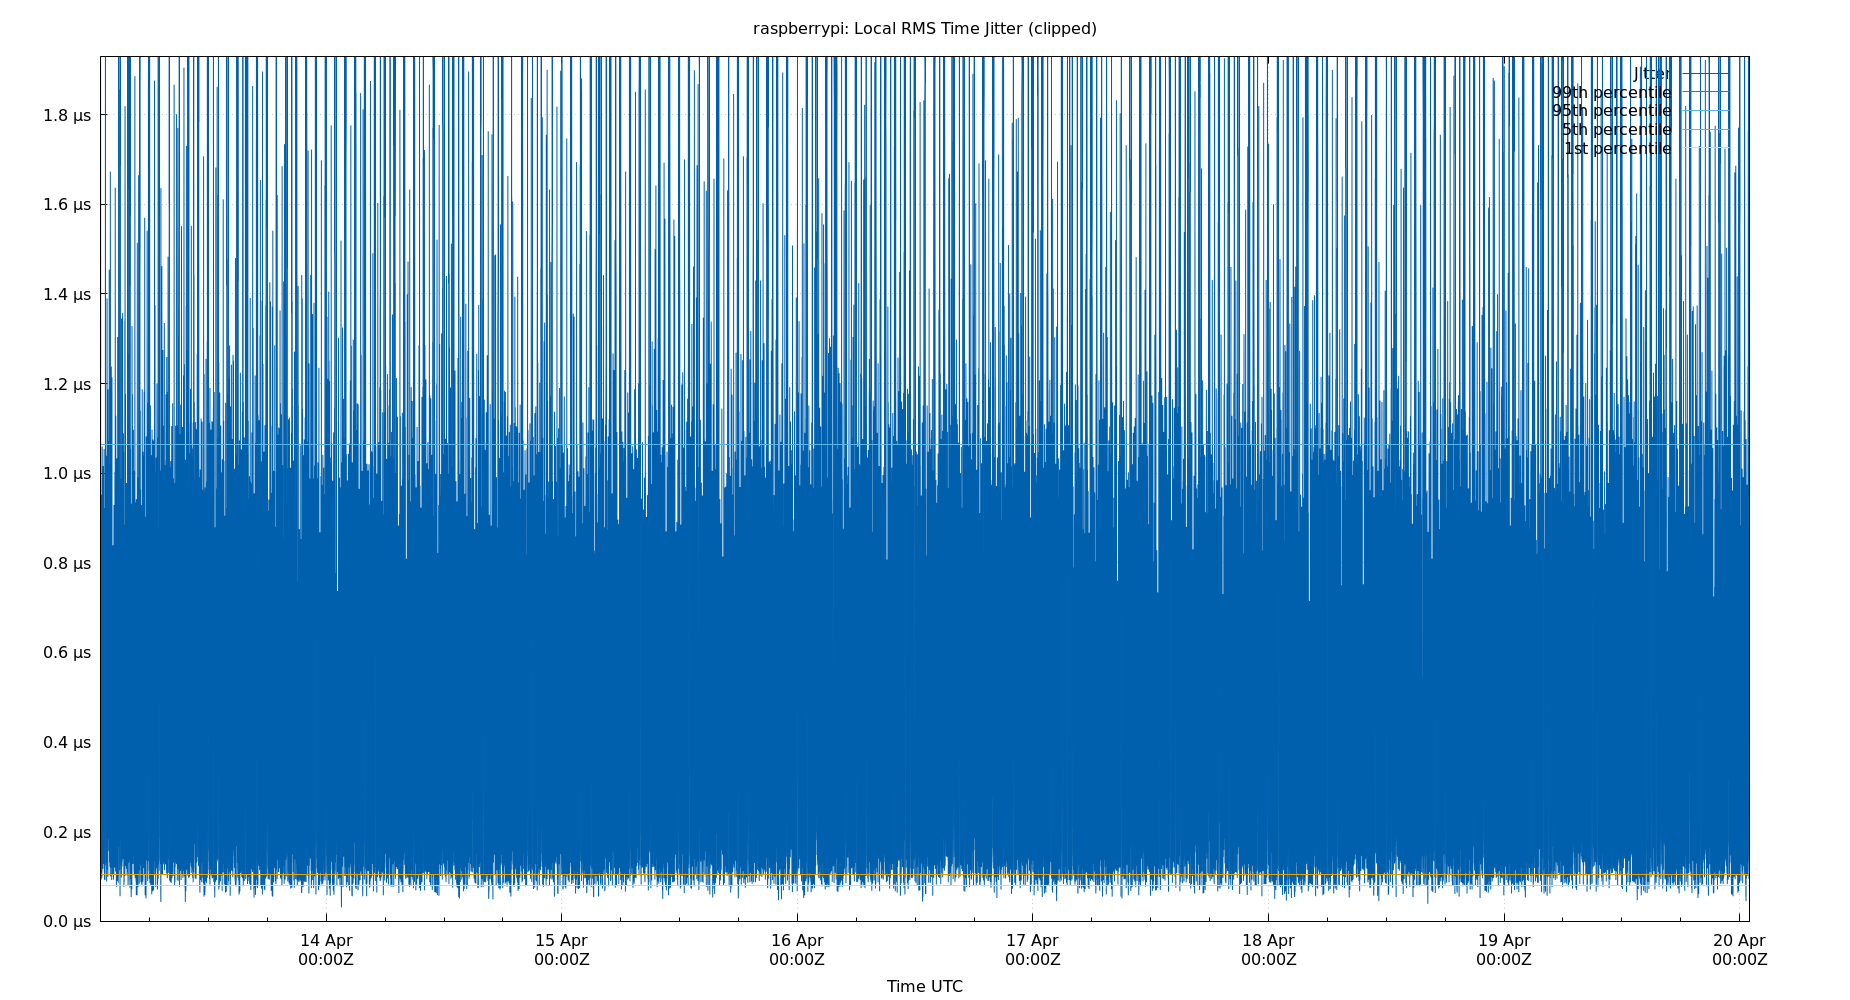 raspberrypi: Local RMS Time Jitter (clipped)
Jitter
99th percentile
95th percentile
5th percentile
1st percentile
1.8 µs
1.6 µs
1.4 µs
1.2 µs
1.0 µs
0.8 µs
0.6 µs
0.4 µs
0.2 µs
0.0 µs
14 Apr 15 Apr 16 Apr 17 Apr 18 Apr 19 Apr 20 Apr
00:00Z 00:00Z 00:00Z 00:00Z 00:00Z 00:00Z 00:00Z
Time UTC